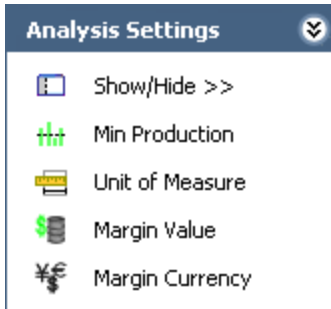 Analysis Settings
Show/Hide >>
Min Production
Unit of Measure
Margin Value
Margin Currency